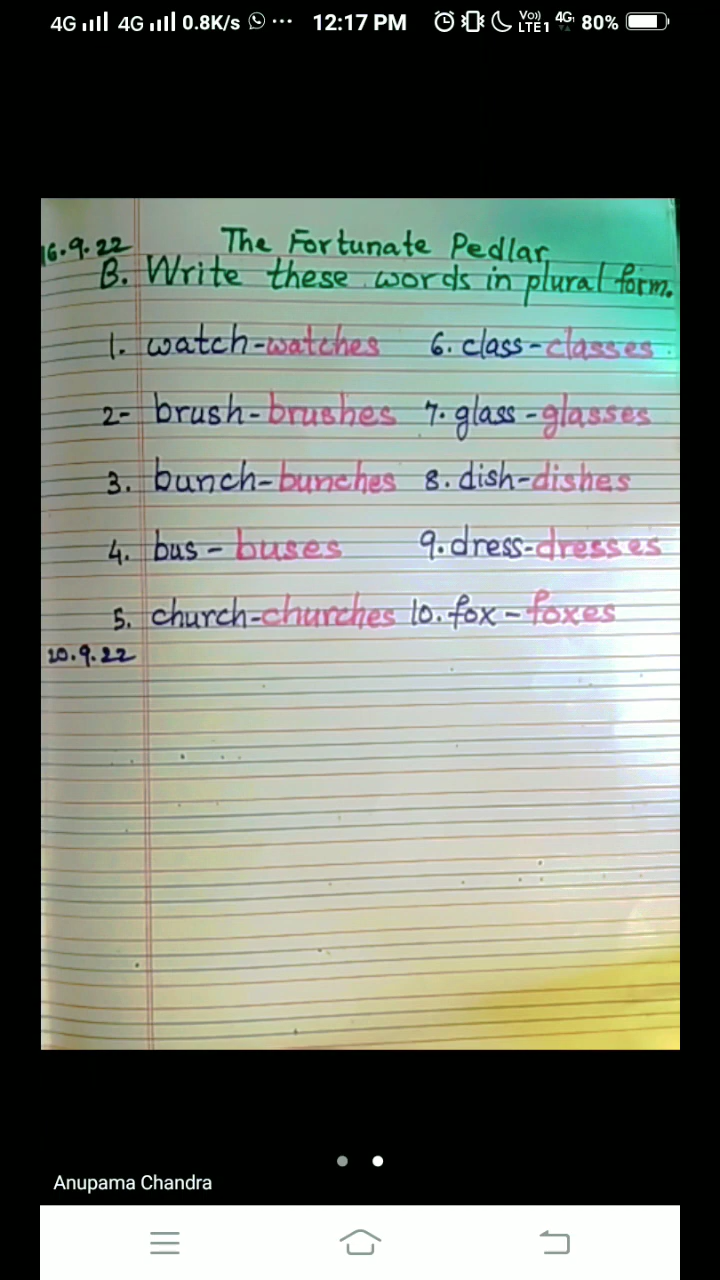 4G 4G 0.8K/s ... 12:17 PM Vo) LTE1 4G 80%
16.9.22 The Fortunate Pedlar
B. Write these words in plural form.
1. watch-watches 6. class-classes
2- brush-brushes 7. glass-glasses
3. bunch-bunches 8. dish-dishes
4. bus-buses 9. dress-dresses
5. church-churches 10. fox-foxes
20.9.22
Anupama Chandra